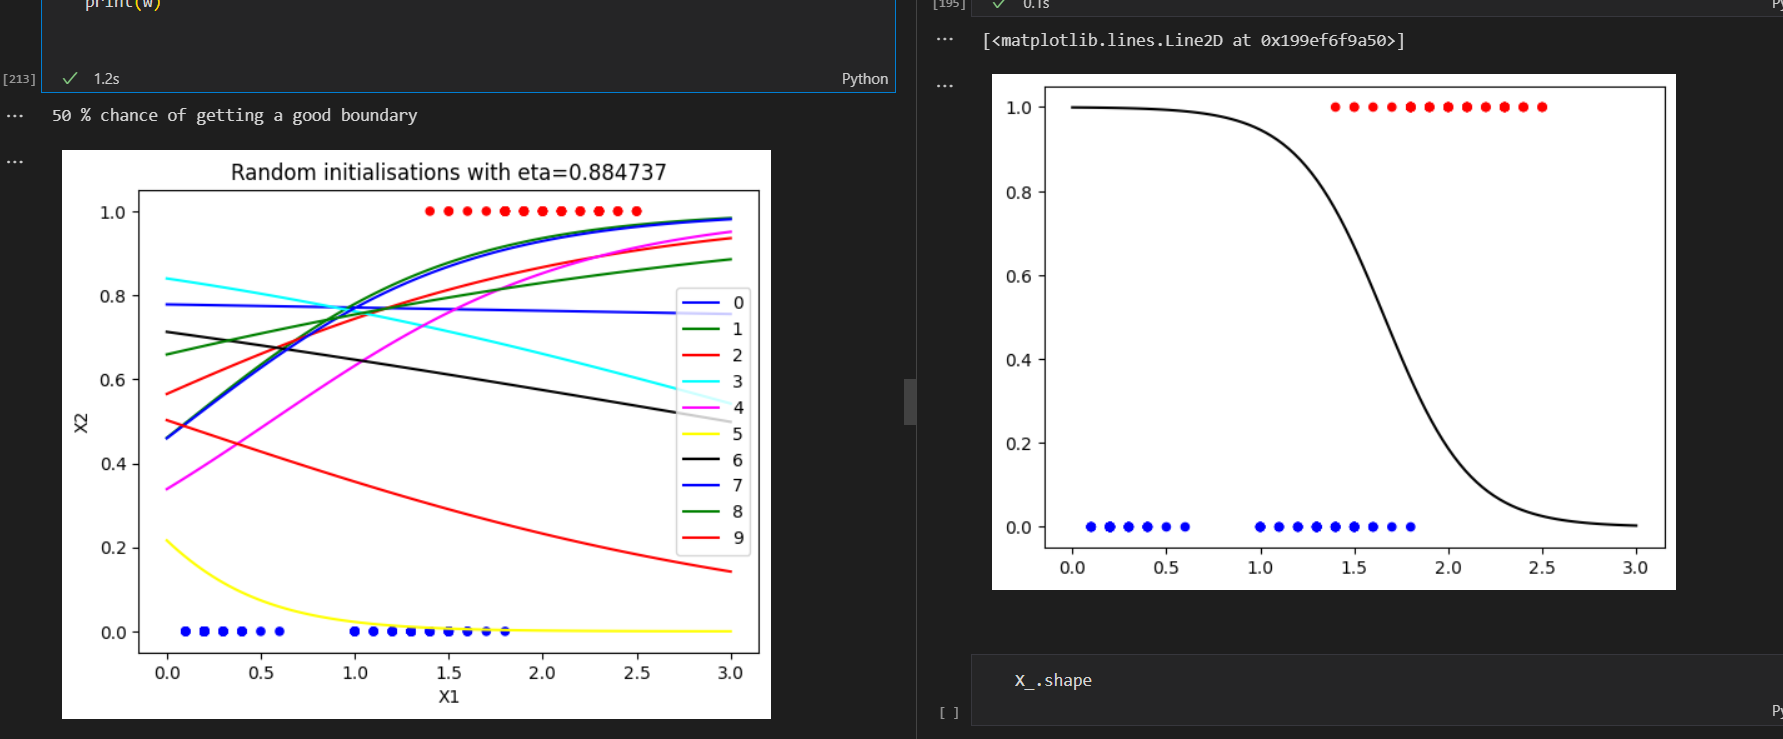 print(w)
[213]
1.2s
Python
50 % chance of getting a good boundary
Random initialisations with eta=0.884737
1.0
0.8
0.6
0.4
0.2
0.0
X2
0
1
2
3
4
5
6
7
8
9
0.0 0.5 1.0 1.5 2.0 2.5 3.0
X1
[195]
0.1s
[<matplotlib.lines.Line2D at 0x199ef6f9a50>]
1.0
0.8
0.6
0.4
0.2
0.0
0.0 0.5 1.0 1.5 2.0 2.5 3.0
X_.shape
[ ]